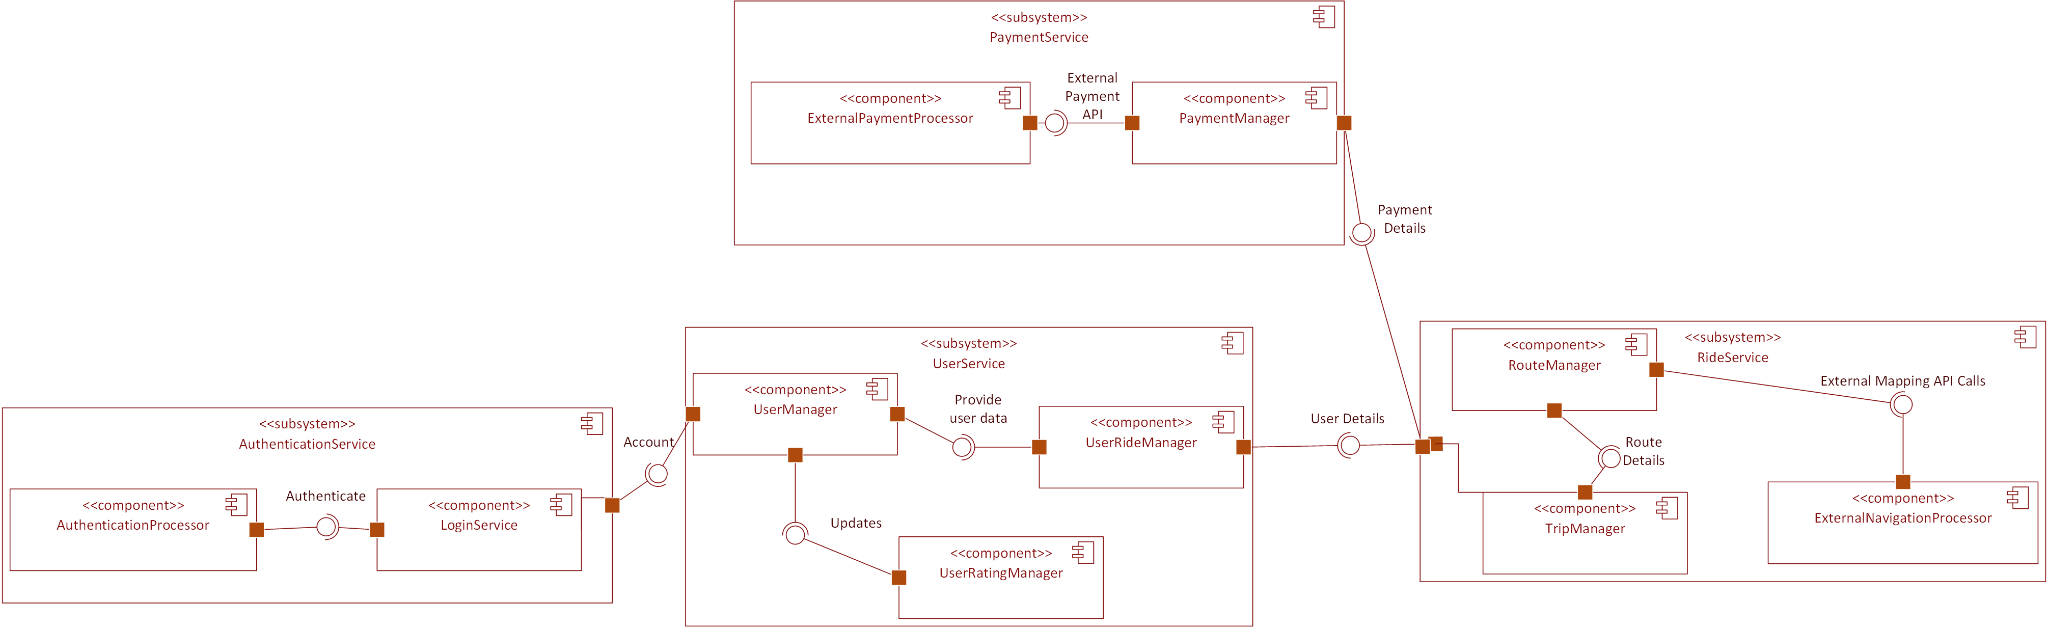 <<subsystem>>
PaymentService
<<component>>
ExternalPaymentProcessor
External
Payment
API
<<component>>
PaymentManager
Payment
Details
<<subsystem>>
AuthenticationService
<<component>>
AuthenticationProcessor
Authenticate
<<component>>
LoginService
Account
<<subsystem>>
UserService
<<component>>
UserManager
Provide
user data
<<component>>
UserRideManager
Updates
<<component>>
UserRatingManager
User Details
<<subsystem>>
RideService
<<component>>
RouteManager
External Mapping API Calls
Route
Details
<<component>>
TripManager
<<component>>
ExternalNavigationProcessor